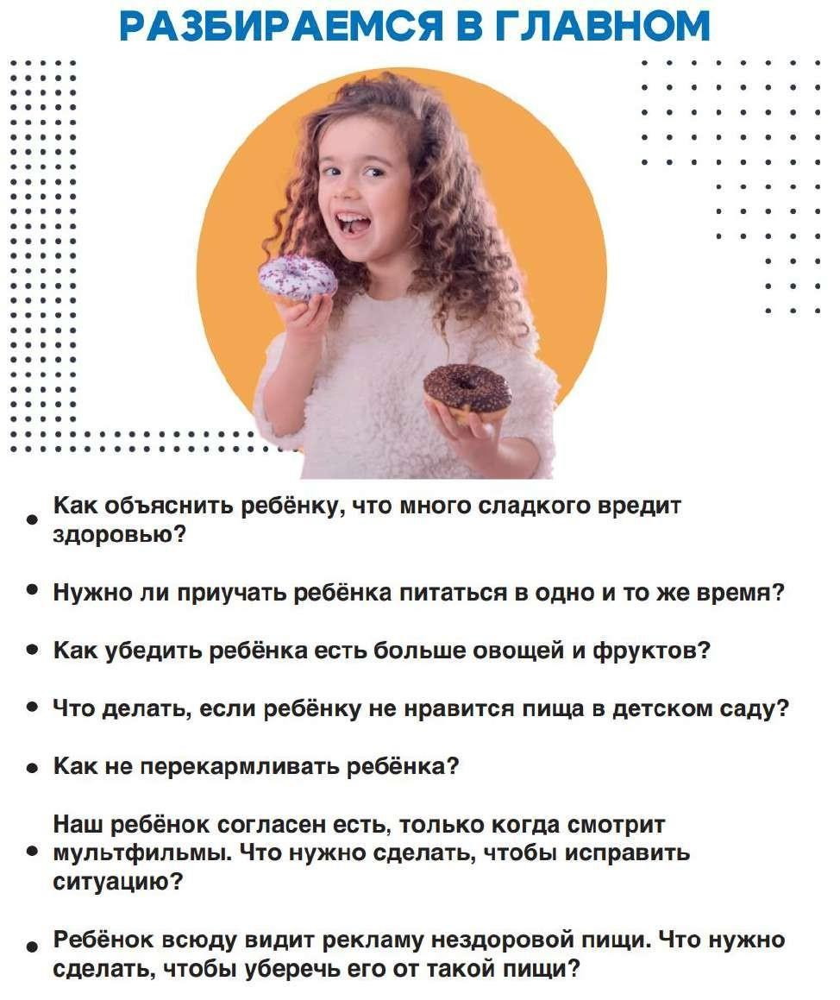 РАЗБИРАЕМСЯ В ГЛАВНОМ
• Как объяснить ребёнку, что много сладкого вредит
здоровью?
• Нужно ли приучать ребёнка питаться в одно и то же время?
• Как убедить ребёнка есть больше овощей и фруктов?
• Что делать, если ребёнку не нравится пища в детском саду?
• Как не перекармливать ребёнка?
Наш ребёнок согласен есть, только когда смотрит
• мультфильмы. Что нужно сделать, чтобы исправить
ситуацию?
• Ребёнок всюду видит рекламу нездоровой пищи. Что нужно
сделать, чтобы уберечь его от такой пищи?